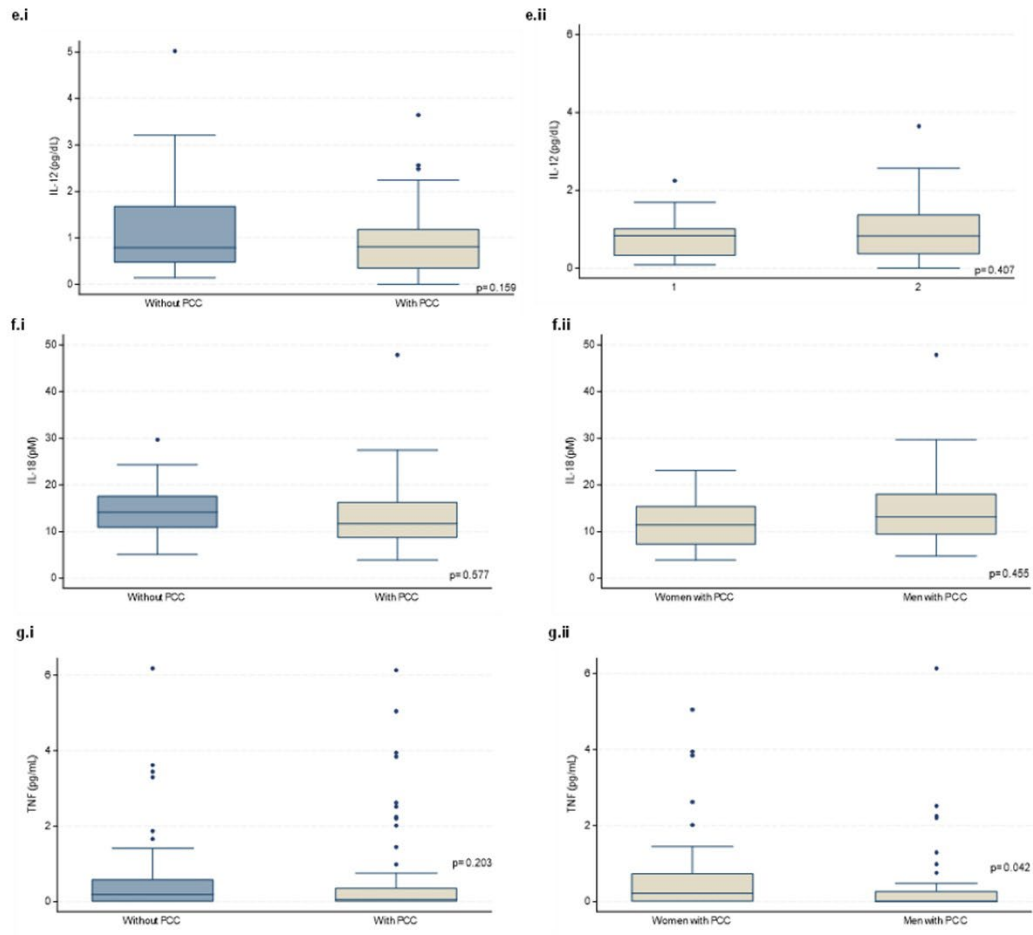 e.i
IL-12 (pg/dL)
5
4
3
2
1
0
Without PCC
With PCC
p=0.159
e.ii
IL-12 (pg/dL)
6
4
2
0
1
2
p=0.407
f.i
IL-18 (pM)
50
40
30
20
10
0
Without PCC
With PCC
p=0.577
f.ii
IL-18 (pM)
50
40
30
20
10
0
Women with PCC
Men with PCC
p=0.455
g.i
TNF (pg/mL)
6
4
2
0
Without PCC
With PCC
p=0.203
g.ii
TNF (pg/mL)
6
4
2
0
Women with PCC
Men with PCC
p=0.042